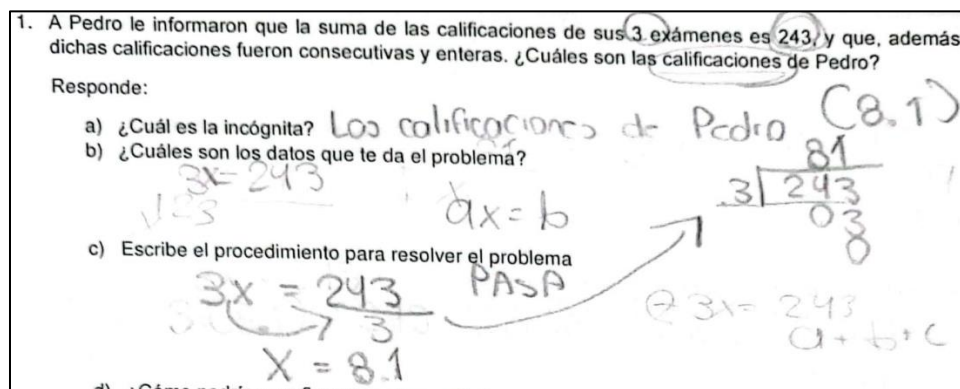 1. A Pedro le informaron que la suma de las calificaciones de sus 3 exámenes es 243, y que, además
dichas calificaciones fueron consecutivas y enteras. ¿Cuáles son las calificaciones de Pedro?
Responde:
a) ¿Cuál es la incógnita? Las calificaciones de Pedro (8.1)
b) ¿Cuáles son los datos que te da el problema?
3x=243
ax=b
81
3 243
03
0
c) Escribe el procedimiento para resolver el problema
3x = 243 PASA
3
X = 8.1
3x= 243
a+b+c